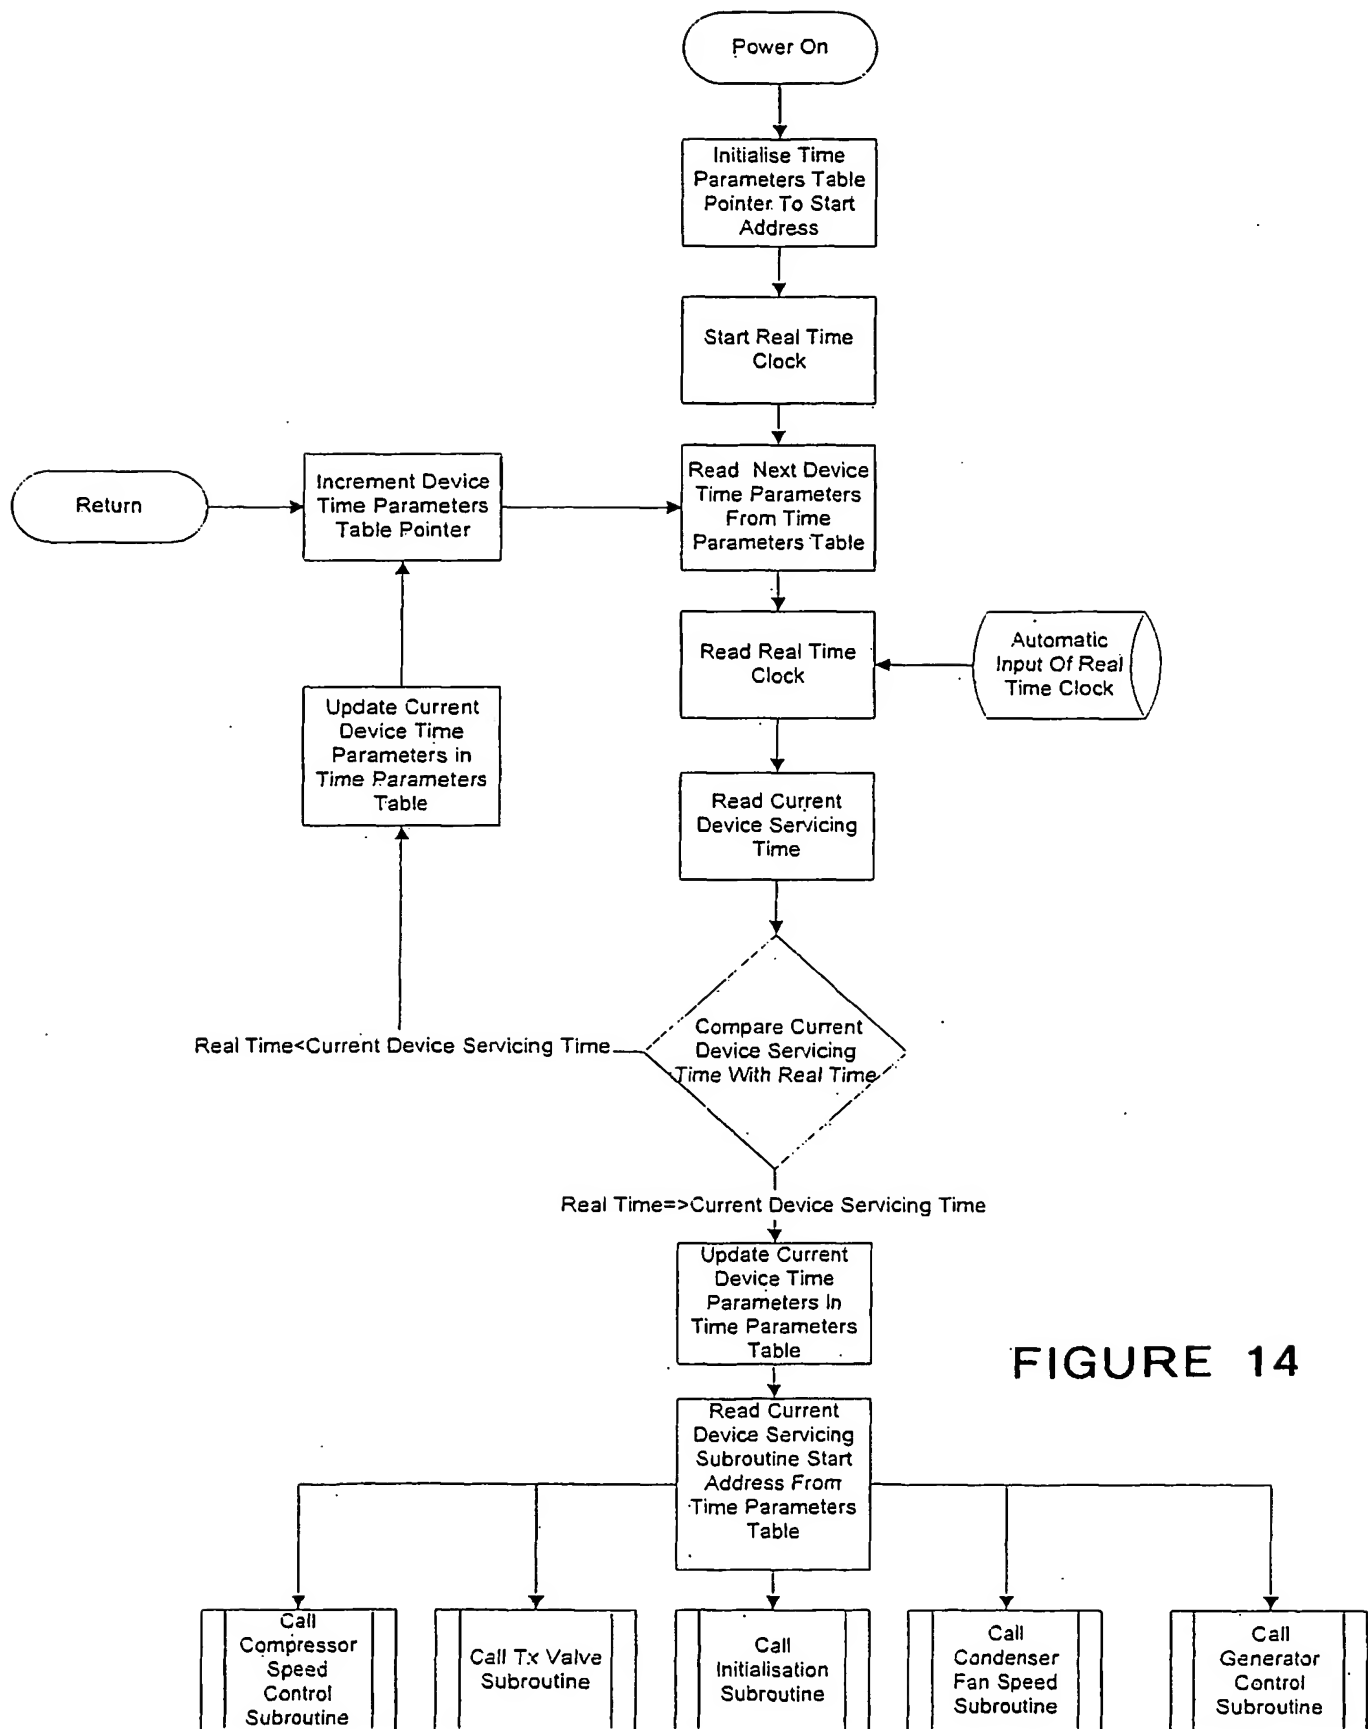 Power On
Initialise Time
Parameters Table
Pointer To Start
Address
Start Real Time
Clock
Return
Increment Device
Time Parameters
Table Pointer
Read Next Device
Time Parameters
From Time
Parameters Table
Read Real Time
Clock
Automatic
Input Of Real
Time Clock
Update Current
Device Time
Parameters in
Time Parameters
Table
Read Current
Device Servicing
Time
Real Time<Current Device Servicing Time
Compare Current
Device Servicing
Time With Real Time
Real Time=>Current Device Servicing Time
Update Current
Device Time
Parameters In
Time Parameters
Table
FIGURE 14
Read Current
Device Servicing
Subroutine Start
Address From
Time Parameters
Table
Call
Compressor
Speed
Control
Subroutine
Call Tx Valve
Subroutine
Call
Initialisation
Subroutine
Call
Condenser
Fan Speed
Subroutine
Call
Generator
Control
Subroutine